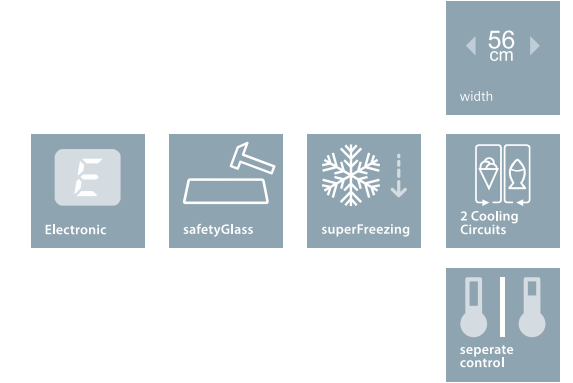 56
cm
width
E
Electronic
safetyGlass
superFreezing
2 Cooling
Circuits
seperate
control